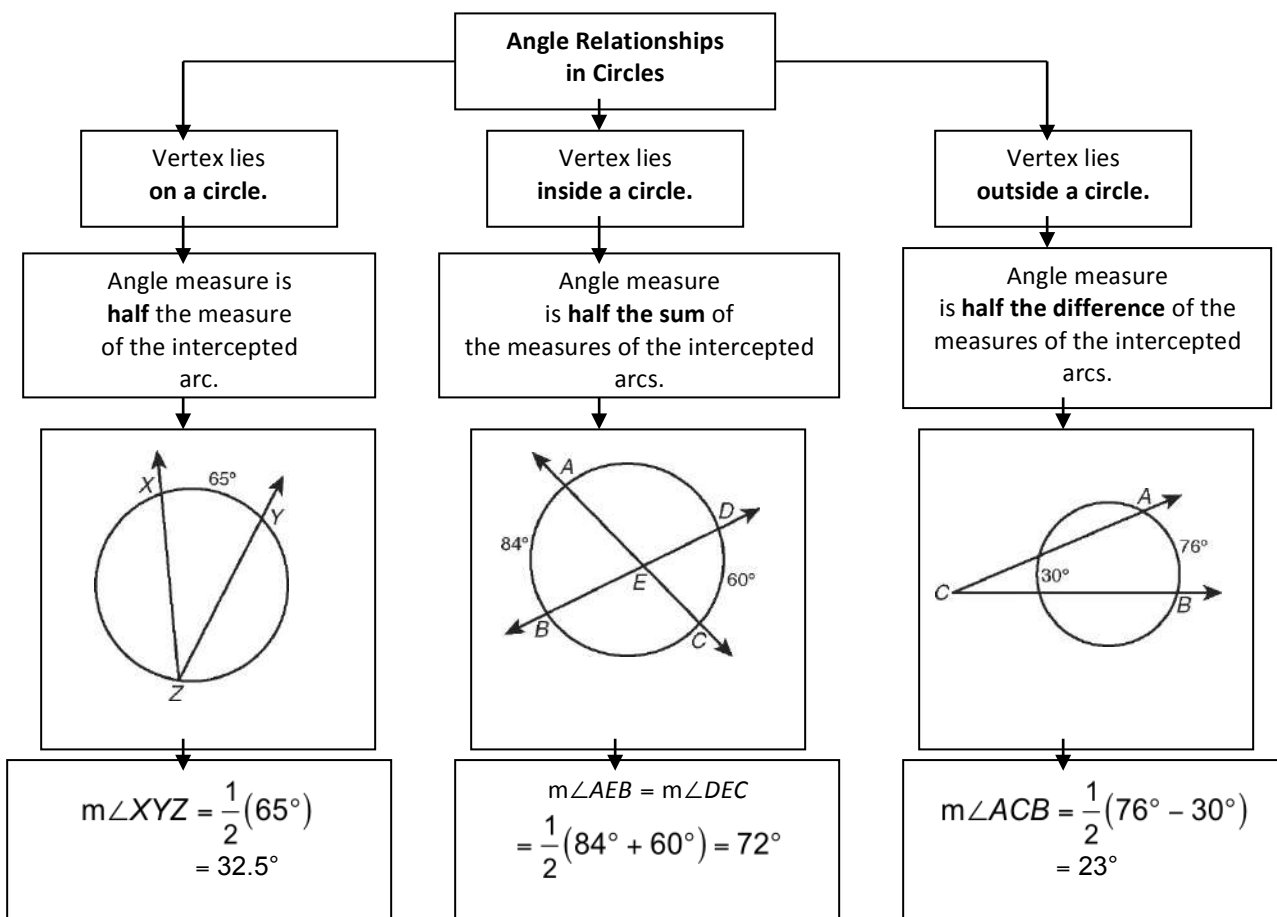 Angle Relationships
in Circles
Vertex lies
on a circle.
Vertex lies
inside a circle.
Vertex lies
outside a circle.
Angle measure is
half the measure
of the intercepted
arc.
Angle measure
is half the sum of
the measures of the intercepted
arcs.
Angle measure
is half the difference of the
measures of the intercepted
arcs.
X
65°
Y
Z
A
D
84°
E
60°
B
C
A
76°
30°
C
B
m∠XYZ = 1/2(65°)
= 32.5°
m∠AEB = m∠DEC
= 1/2(84° + 60°) = 72°
m∠ACB = 1/2(76° – 30°)
= 23°